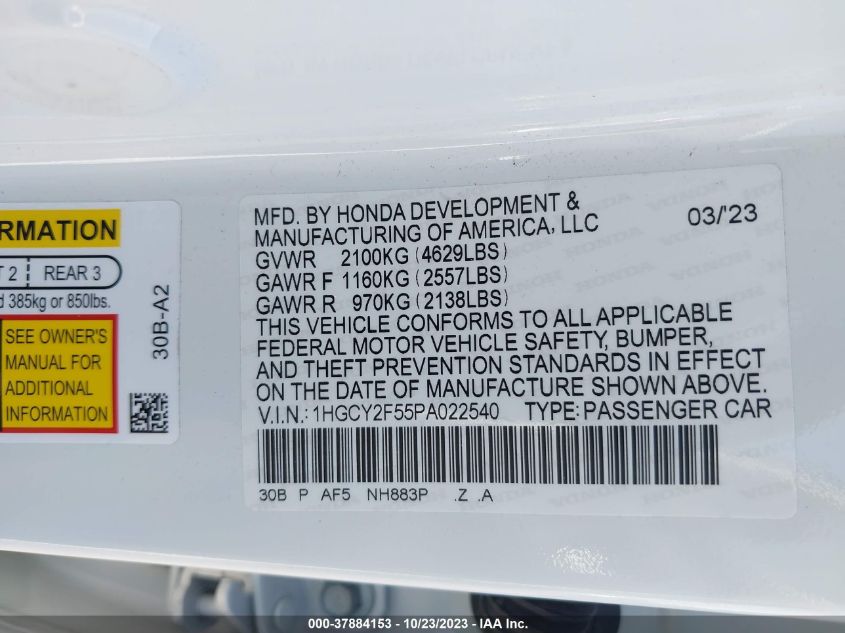 RMATION
T 2 REAR 3
d 385kg or 850lbs.
SEE OWNER'S
MANUAL FOR
ADDITIONAL
INFORMATION
30B-A2
MFD. BY HONDA DEVELOPMENT &
MANUFACTURING OF AMERICA, LLC 03/'23
GVWR 2100KG (4629LBS)
GAWR F 1160KG (2557LBS)
GAWR R 970KG (2138LBS)
THIS VEHICLE CONFORMS TO ALL APPLICABLE
FEDERAL MOTOR VEHICLE SAFETY, BUMPER,
AND THEFT PREVENTION STANDARDS IN EFFECT
ON THE DATE OF MANUFACTURE SHOWN ABOVE.
V.I.N.: 1HGCY2F55PA022540 TYPE: PASSENGER CAR
30B P AF5 NH883P .Z .A
000-37884153 - 10/23/2023 - IAA Inc.